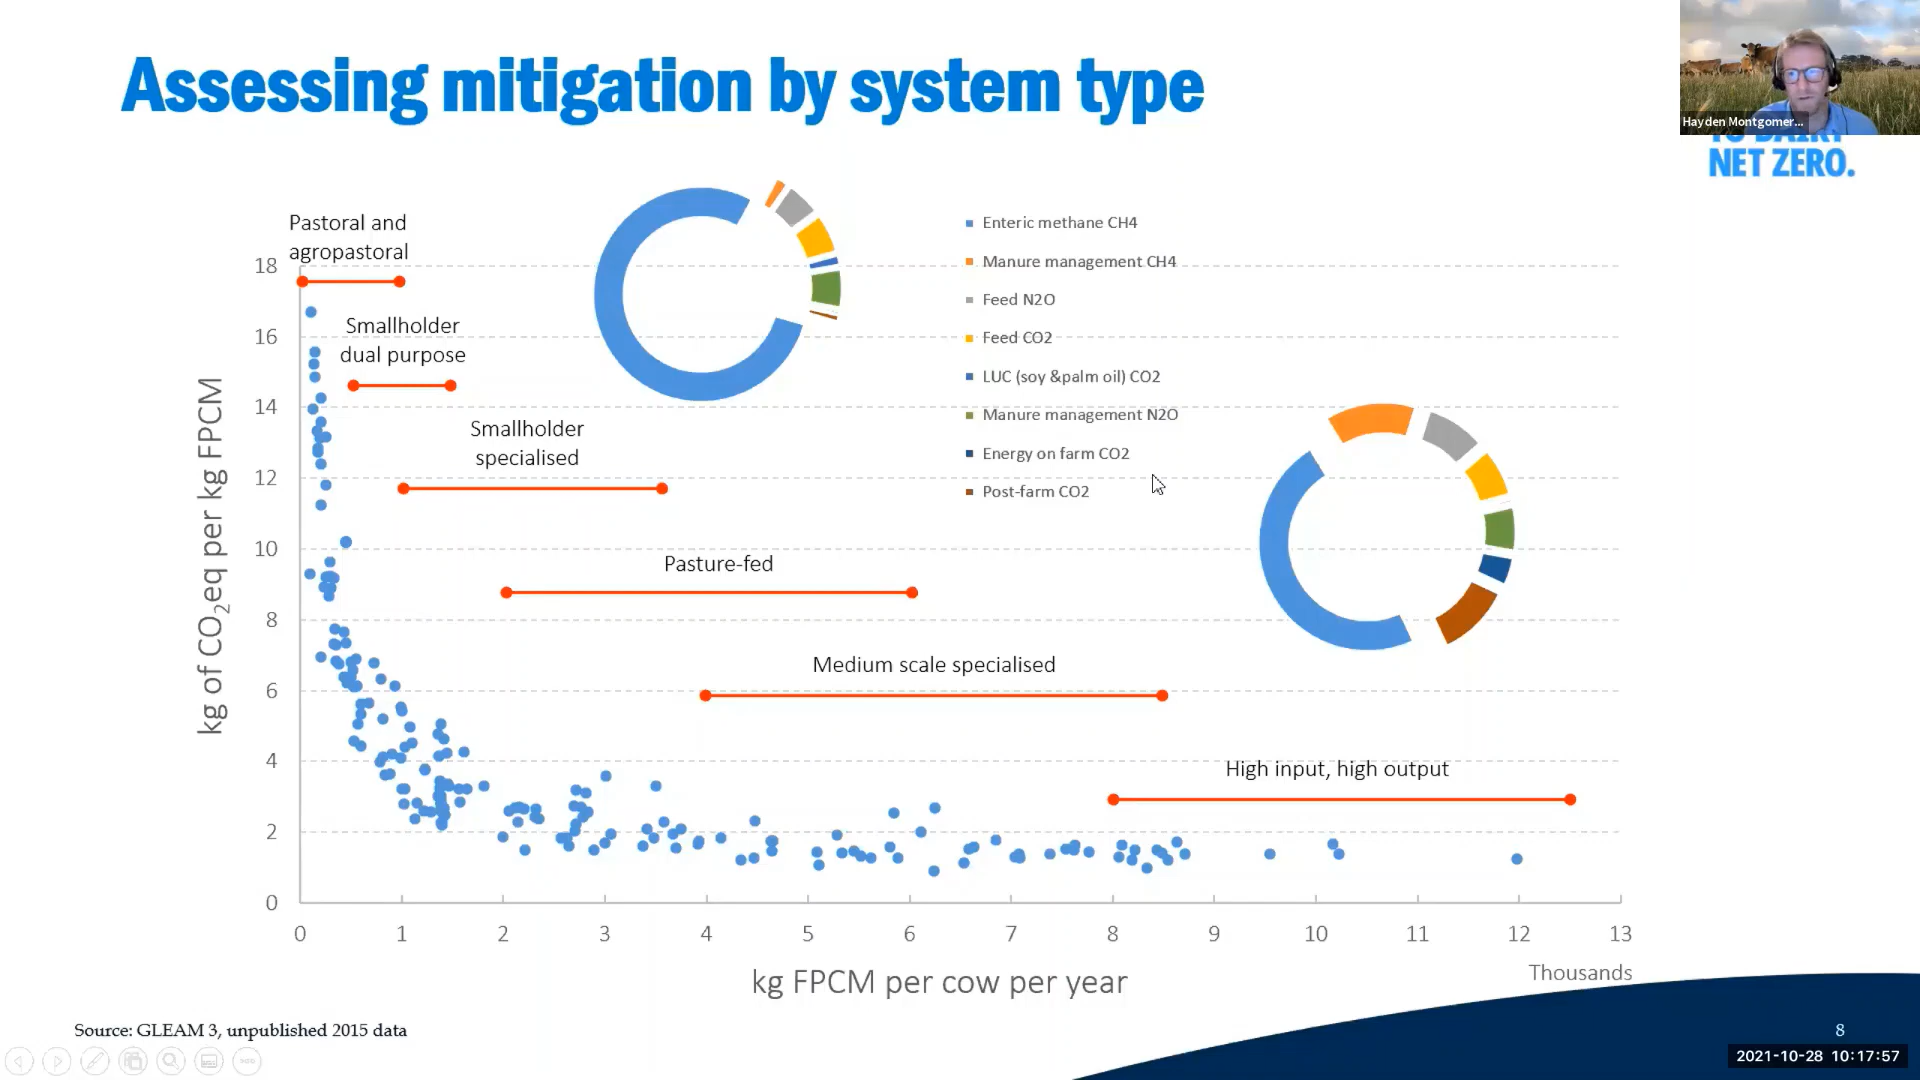 Assessing mitigation by system type
Hayden Montgomer...
NET ZERO.
Pastoral and
agropastoral
Smallholder
dual purpose
Smallholder
specialised
Pasture-fed
Medium scale specialised
High input, high output
Enteric methane CH4
Manure management CH4
Feed N2O
Feed CO2
LUC (soy &palm oil) CO2
Manure management N2O
Energy on farm CO2
Post-farm CO2
kg of CO2eq per kg FPCM
18
16
14
12
10
8
6
4
2
0
0 1 2 3 4 5 6 7 8 9 10 11 12 13
Thousands
kg FPCM per cow per year
Source: GLEAM 3, unpublished 2015 data
8
2021-10-28 10:17:57